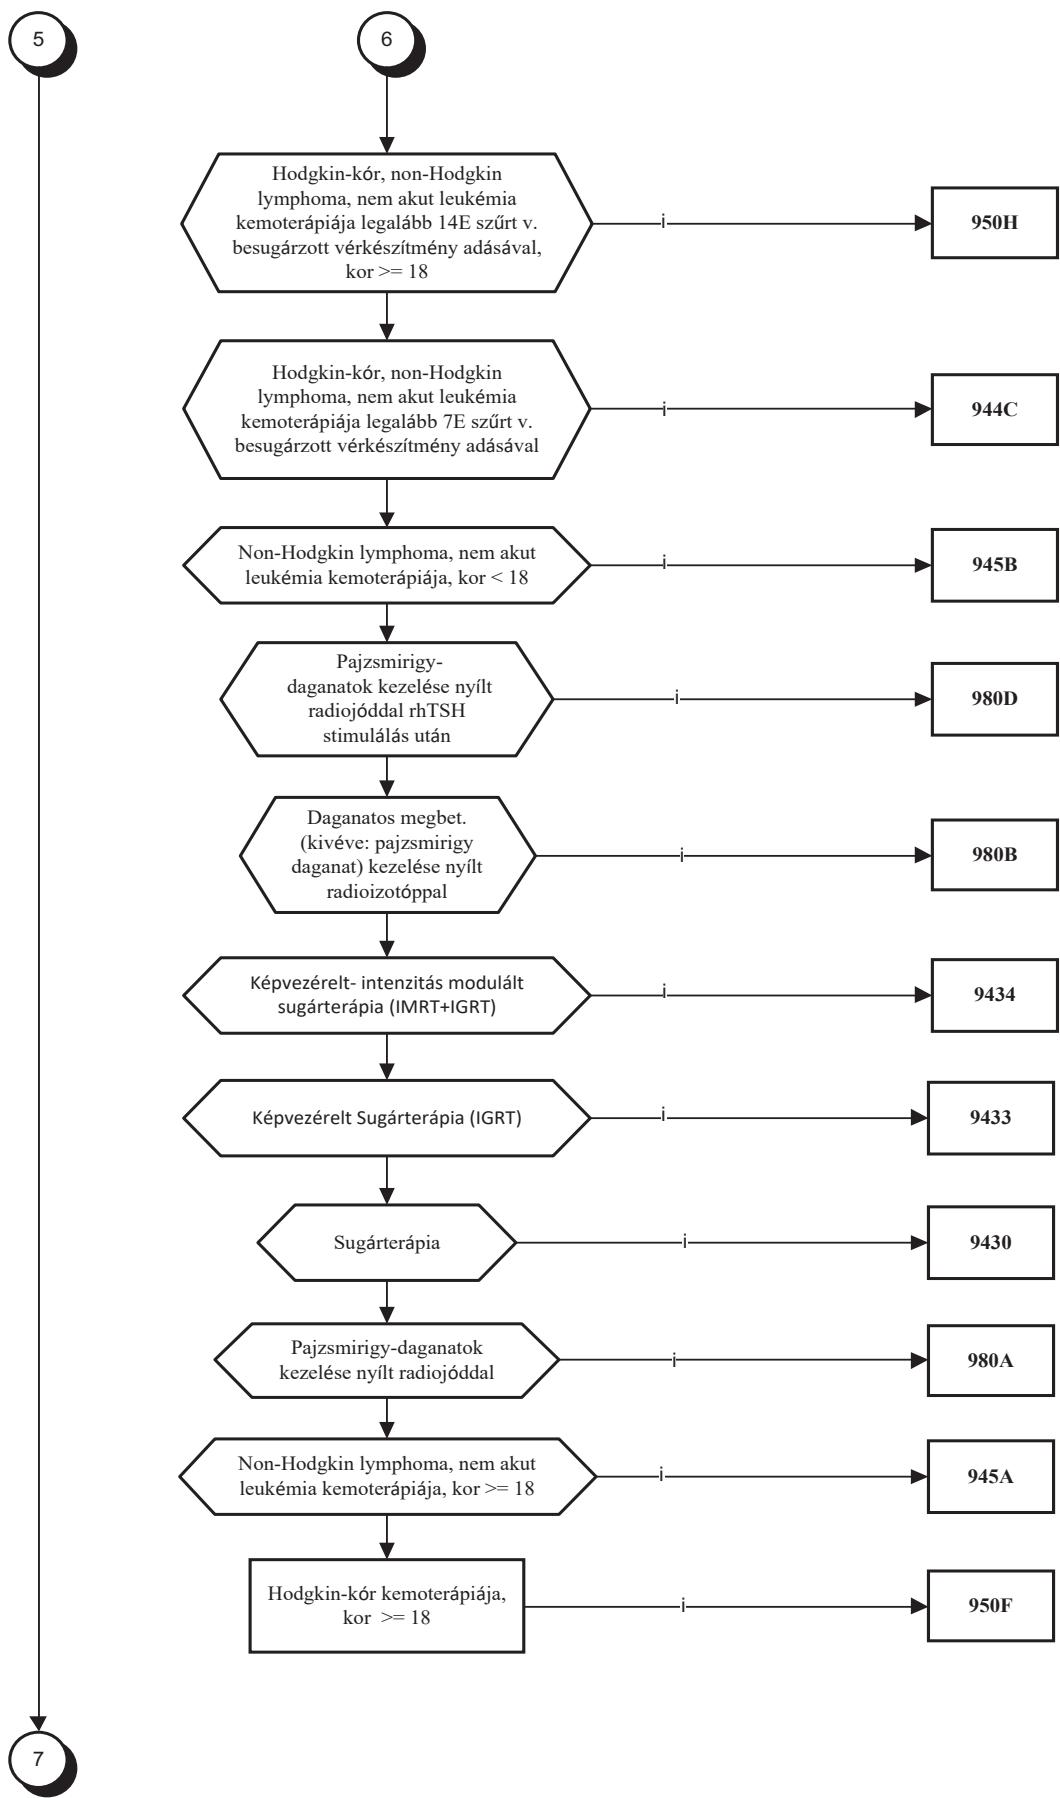 5
6
Hodgkin-kór, non-Hodgkin
lymphoma, nem akut leukémia
kemoterápiája legalább 14E szűrt v.
besugárzott vérkészítmény adásával,
kor >= 18
i
950H
Hodgkin-kór, non-Hodgkin
lymphoma, nem akut leukémia
kemoterápiája legalább 7E szűrt v.
besugárzott vérkészítmény adásával
i
944C
Non-Hodgkin lymphoma, nem akut
leukémia kemoterápiája, kor < 18
i
945B
Pajzsmirigy-
daganatok kezelése nyílt
radiojóddal rhTSH
stimulálás után
i
980D
Daganatos megbet.
(kivéve: pajzsmirigy
daganat) kezelése nyílt
radioizotóppal
i
980B
Képvezérelt- intenzitás modulált
sugárterápia (IMRT+IGRT)
i
9434
Képvezérelt Sugárterápia (IGRT)
i
9433
Sugárterápia
i
9430
Pajzsmirigy-daganatok
kezelése nyílt radiojóddal
i
980A
Non-Hodgkin lymphoma, nem akut
leukémia kemoterápiája, kor >= 18
i
945A
Hodgkin-kór kemoterápiája,
kor >= 18
i
950F
7